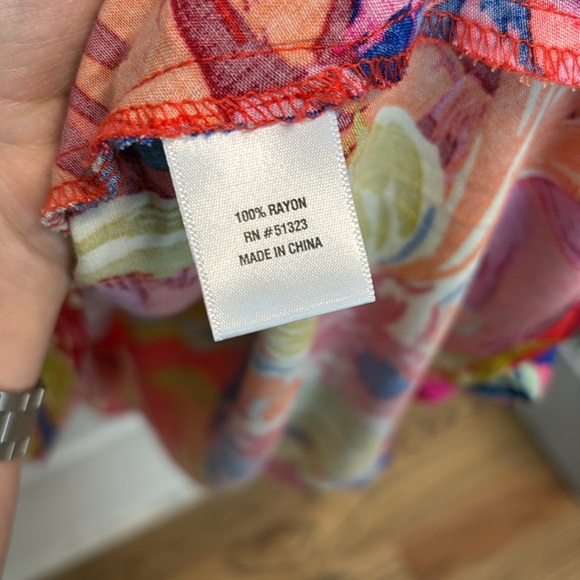 100% RAYON
RN #51323
MADE IN CHINA